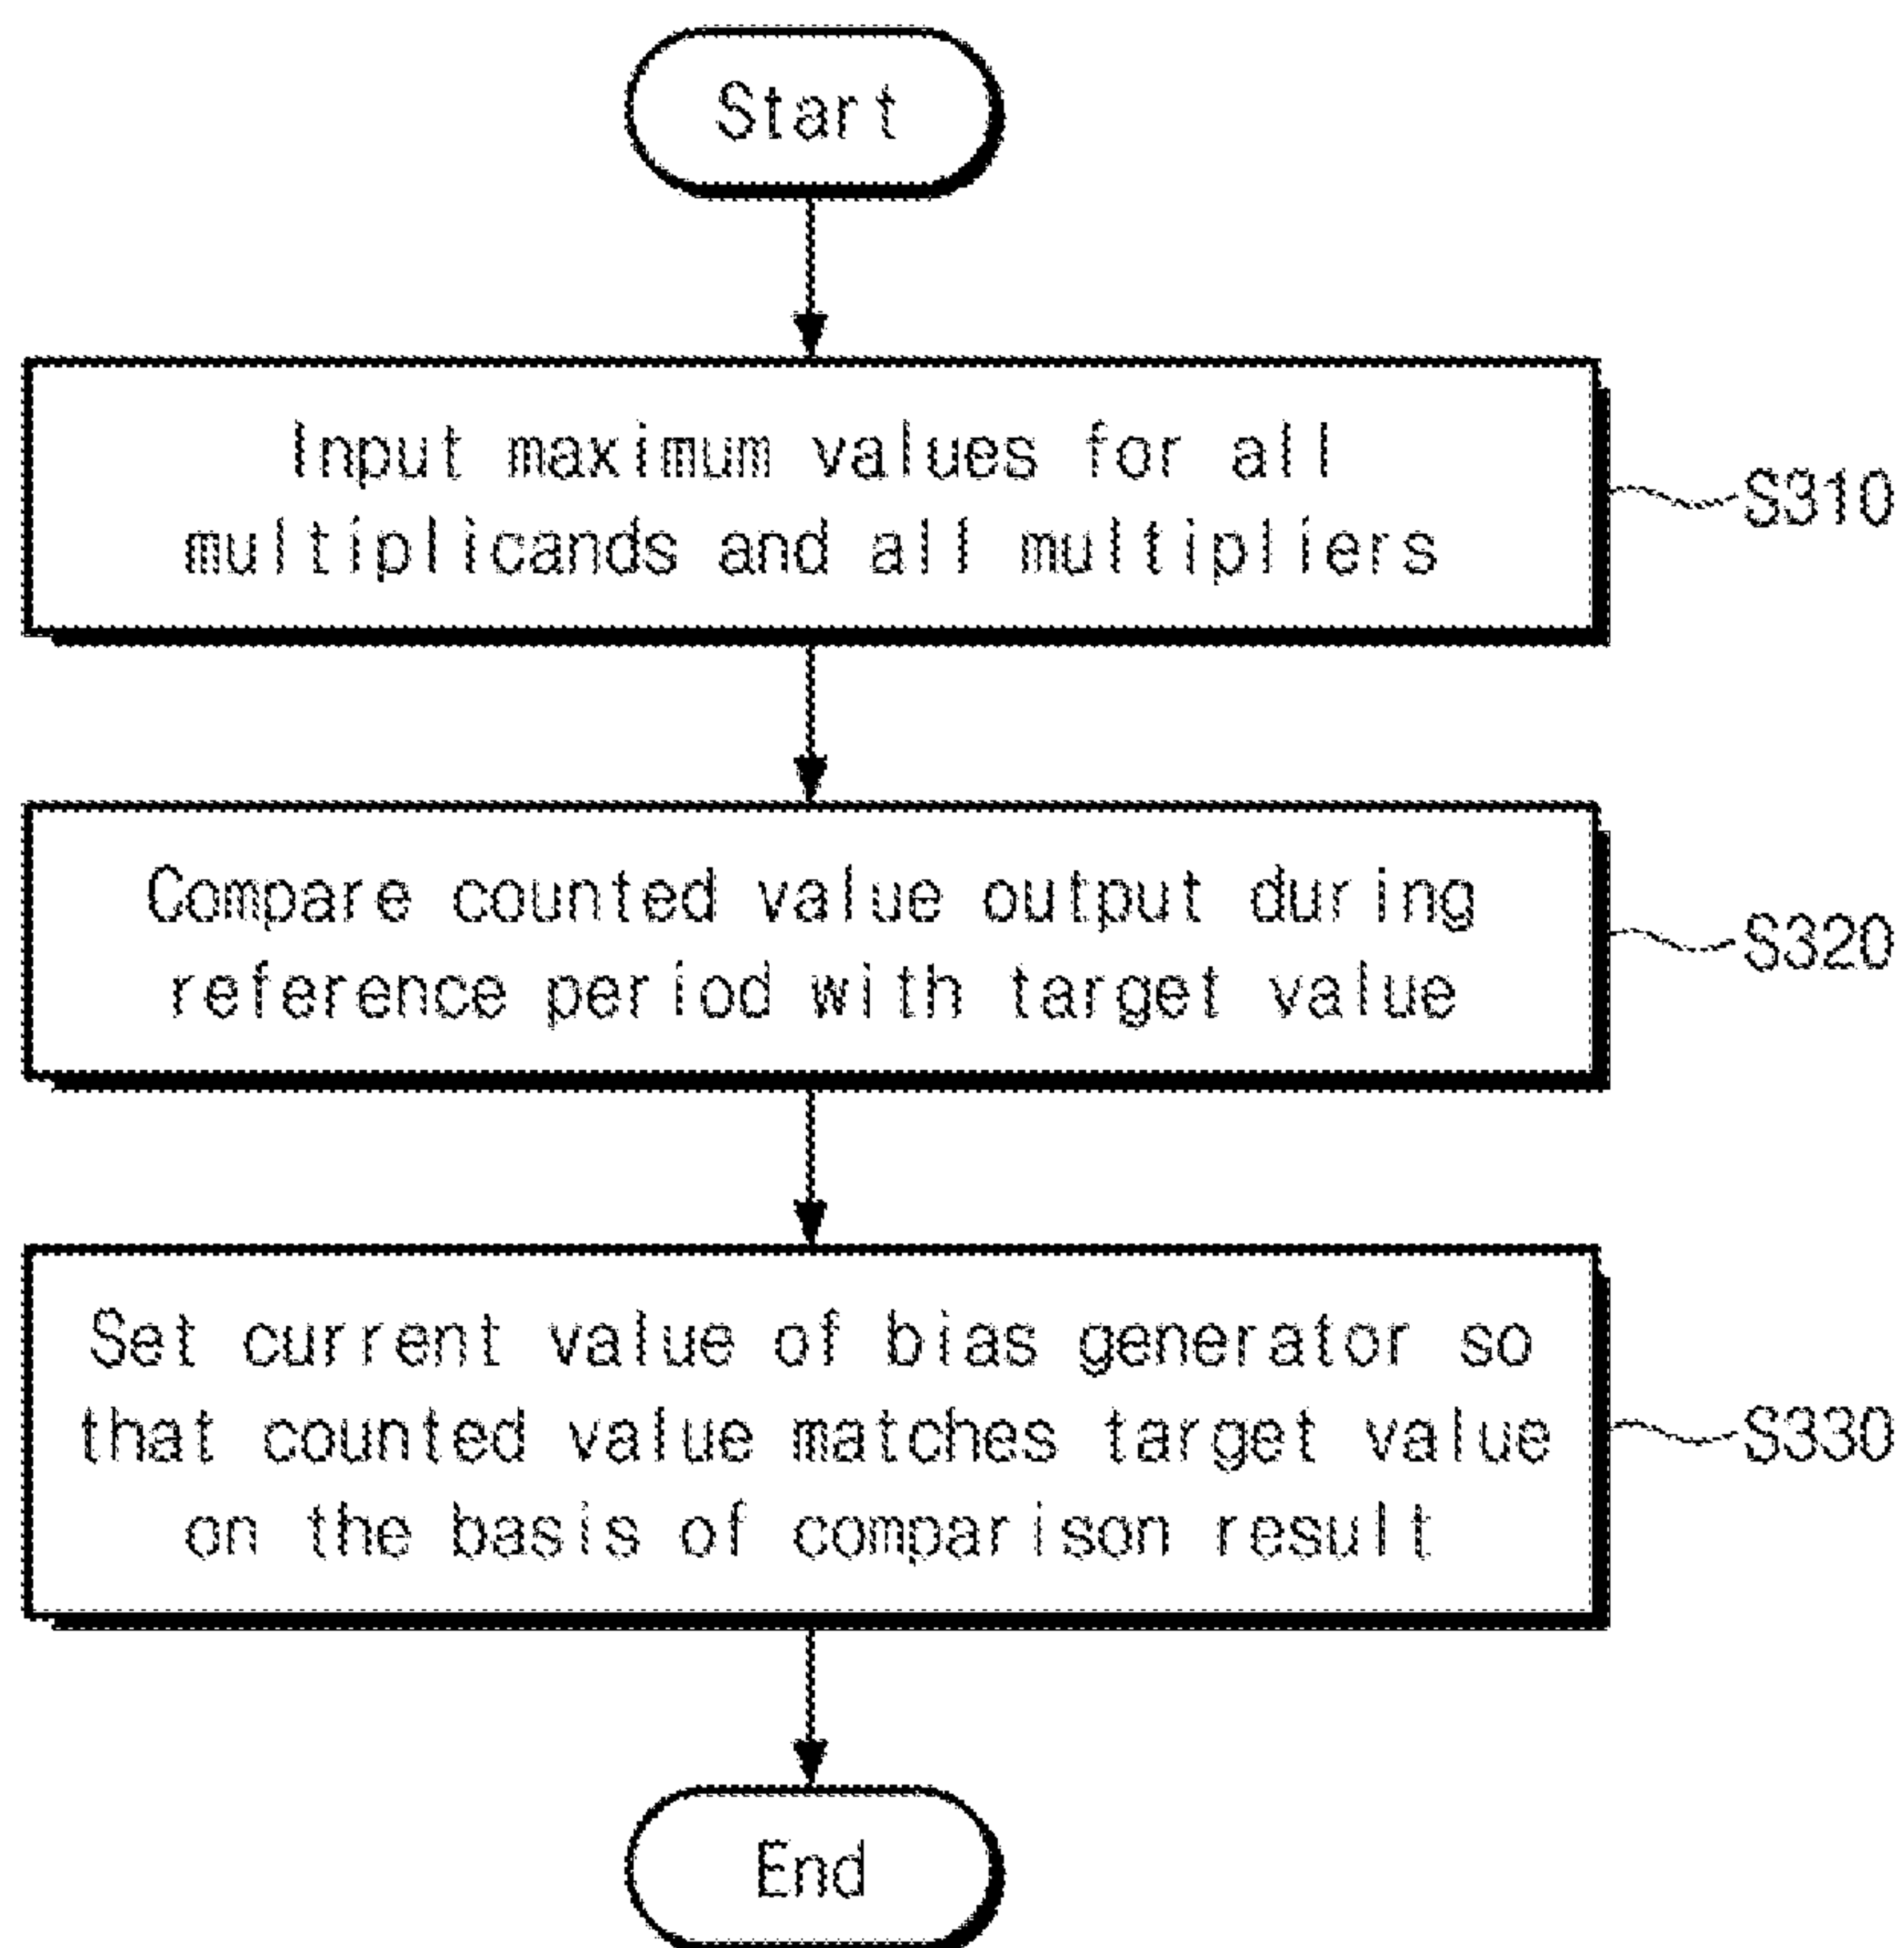 Start
Input maximum values for all
multiplicands and all multipliers
S310
Compare counted value output during
reference period with target value
S320
Set current value of bias generator so
that counted value matches target value
on the basis of comparison result
S330
End